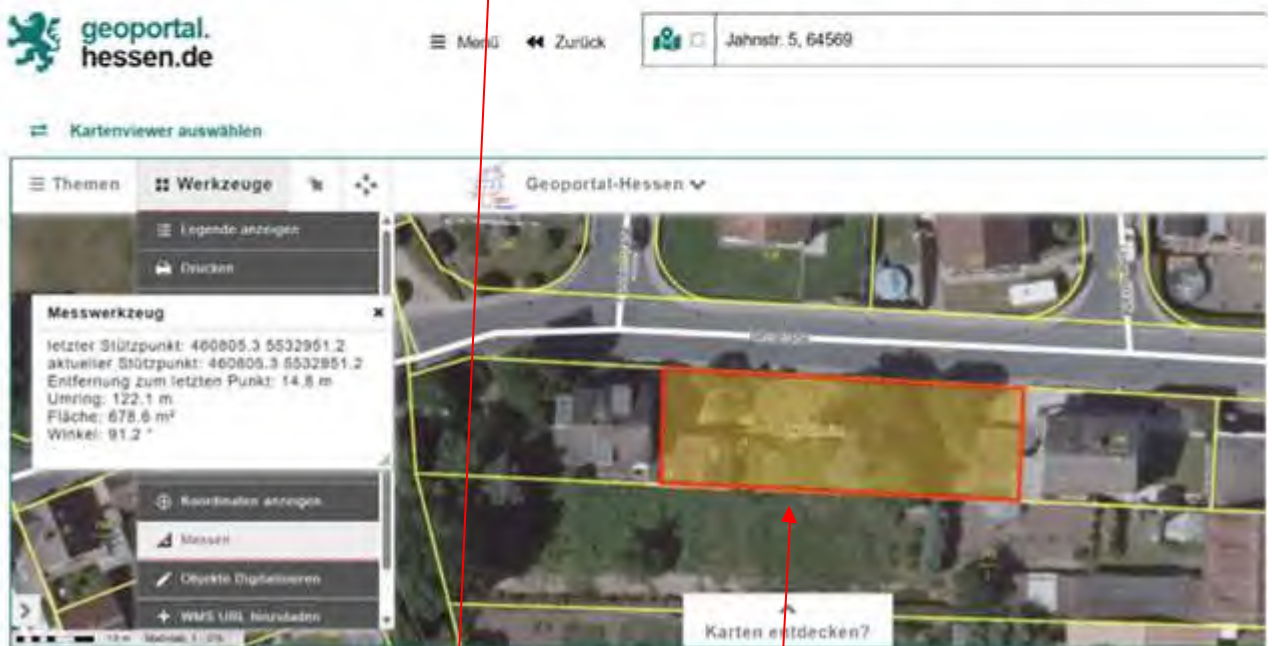 geoportal.
hessen.de
Menü
Zurück
Jahnstr. 5, 64569
Kartenviewer auswählen
Themen
Werkzeuge
Geoportal-Hessen
Legende anzeigen
Drucken
Messwerkzeug
letzter Stützpunkt: 460805.3 5532951.2
aktueller Stützpunkt: 460805.3 5532951.2
Entfernung zum letzten Punkt: 14.8 m
Umring: 122.1 m
Fläche: 678.6 m²
Winkel: 91.2 °
Koordinaten anzeigen
Messen
Objekte Digitalisieren
WMS URL hinzuladen
Karten entdecken?